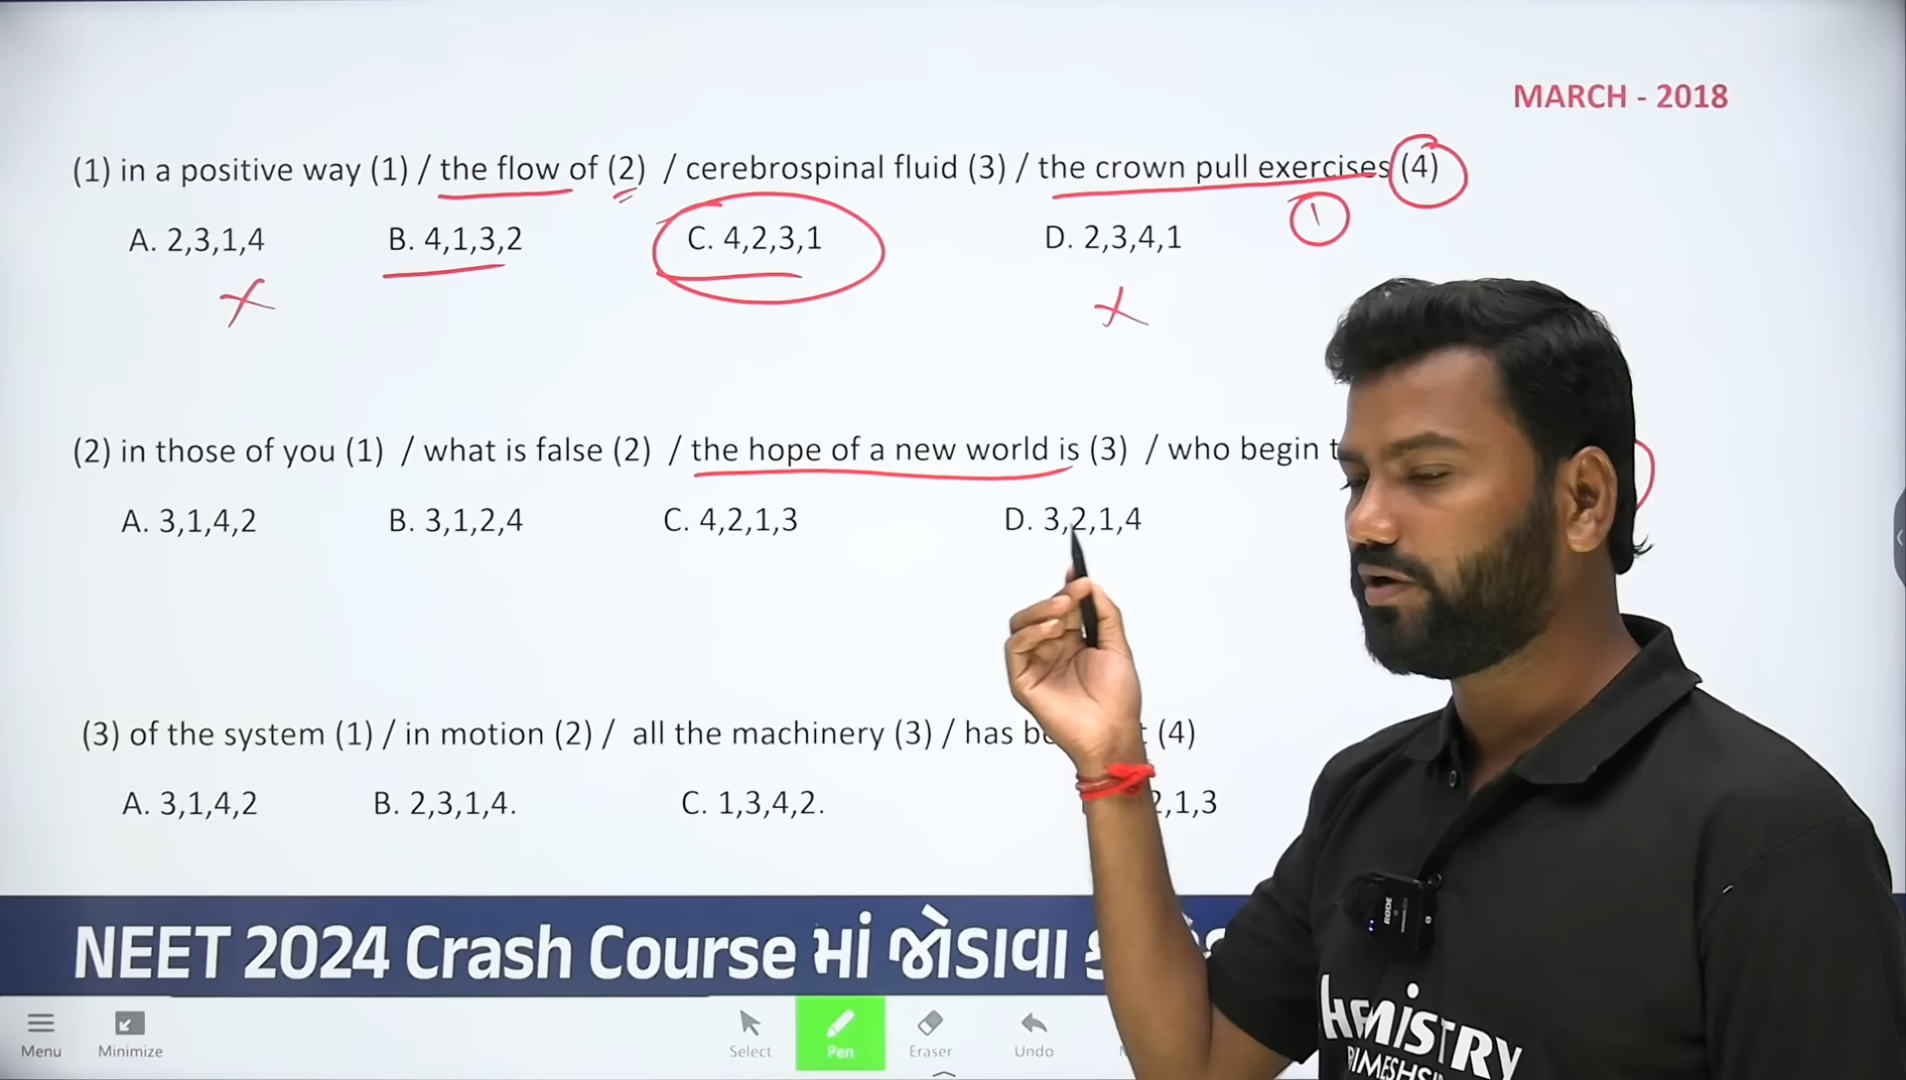 MARCH - 2018
(1) in a positive way (1) / the flow of (2) / cerebrospinal fluid (3) / the crown pull exercises (4)
1
A. 2,3,1,4 B. 4,1,3,2 C. 4,2,3,1 D. 2,3,4,1
(2) in those of you (1) / what is false (2) / the hope of a new world is (3) / who begin
A. 3,1,4,2 B. 3,1,2,4 C. 4,2,1,3 D. 3,2,1,4
(3) of the system (1) / in motion (2) / all the machinery (3) / has (4)
A. 3,1,4,2 B. 2,3,1,4. C. 1,3,4,2. 2,1,3
NEET 2024 Crash Course માં જોડાવા
Menu Minimize Select Pen Eraser Undo
RODE
CHEMISTRY